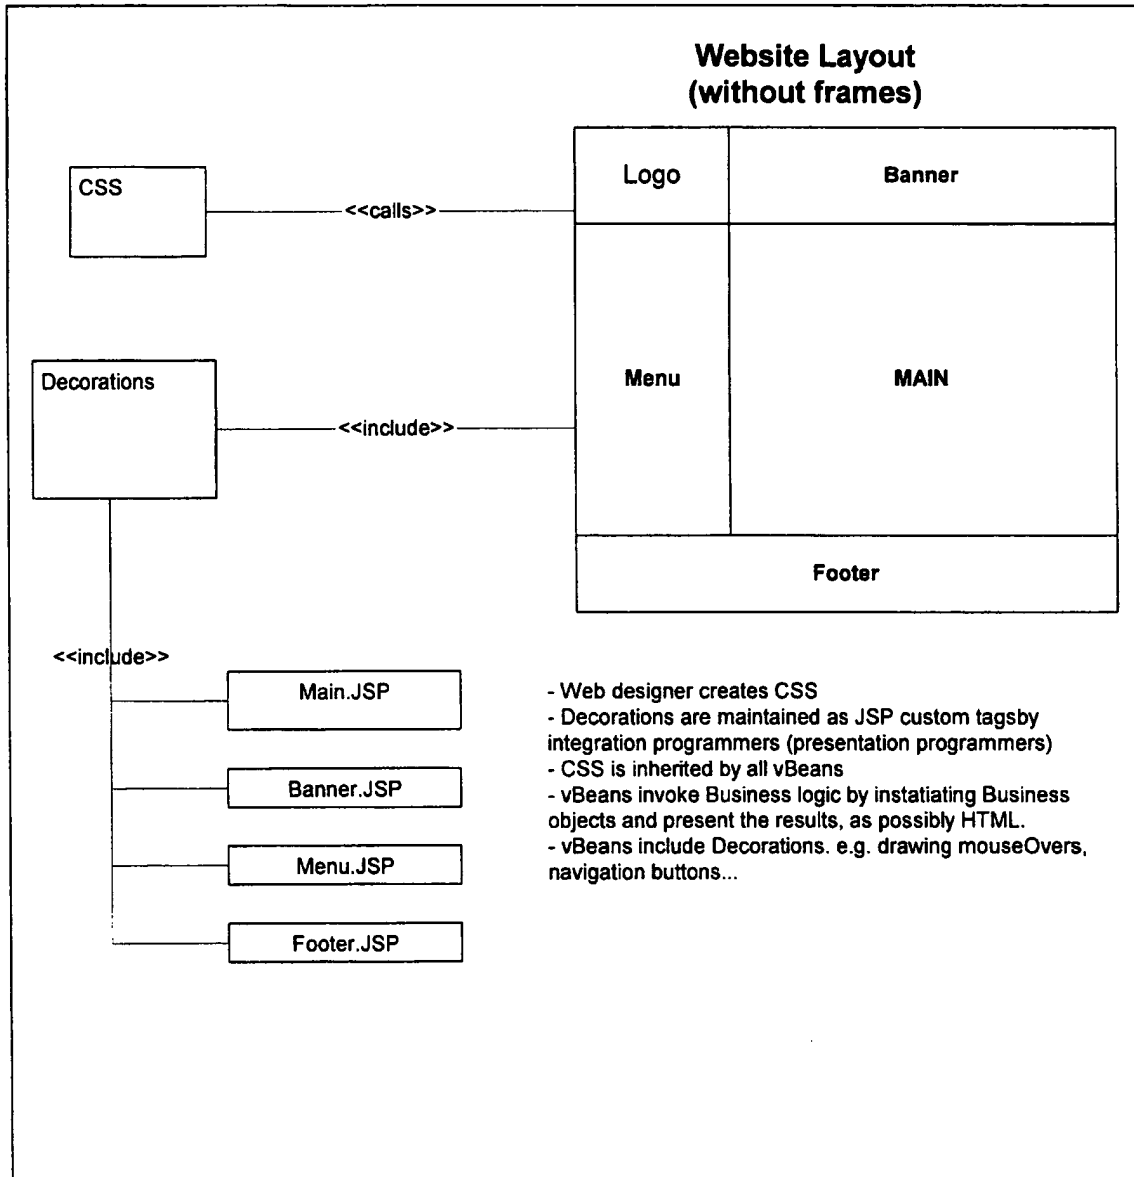 Website Layout
(without frames)
CSS
<<calls>>
Logo
Banner
Decorations
<<include>>
Menu
MAIN
Footer
<<include>>
Main.JSP
Banner.JSP
Menu.JSP
Footer.JSP
- Web designer creates CSS
- Decorations are maintained as JSP custom tagsby
integration programmers (presentation programmers)
- CSS is inherited by all vBeans
- vBeans invoke Business logic by instatiating Business
objects and present the results, as possibly HTML.
- vBeans include Decorations. e.g. drawing mouseOvers,
navigation buttons...